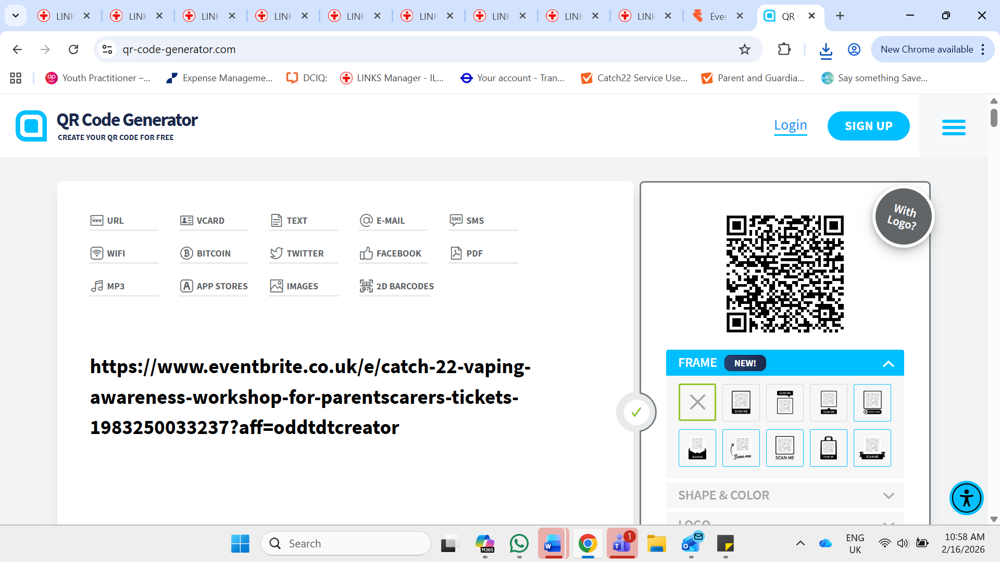 LINK
LINK
LINK
LINK
LINK
LINK
LINK
LINK
LINK
Ever
QR
qr-code-generator.com
New Chrome available
Youth Practitioner –...
Expense Manageme...
DCIQ:
LINKS Manager - IL...
Your account - Tran...
Catch22 Service Use...
Parent and Guardia...
Say something Save...
QR Code Generator
CREATE YOUR QR CODE FOR FREE
Login
SIGN UP
With
Logo?
URL
VCARD
TEXT
E-MAIL
SMS
WIFI
BITCOIN
TWITTER
FACEBOOK
PDF
MP3
APP STORES
IMAGES
2D BARCODES
https://www.eventbrite.co.uk/e/catch-22-vaping-
awareness-workshop-for-parentscarers-tickets-
1983250033237?aff=oddtdtcreator
FRAME NEW!
SCAN ME
SCAN ME
SCAN ME
WATCH NOW
SCAN ME
Scan me
SCAN ME
SCAN ME
SCAN ME
SHAPE & COLOR
LOGO
Search
M365
1
ENG
UK
10:58 AM
2/16/2026